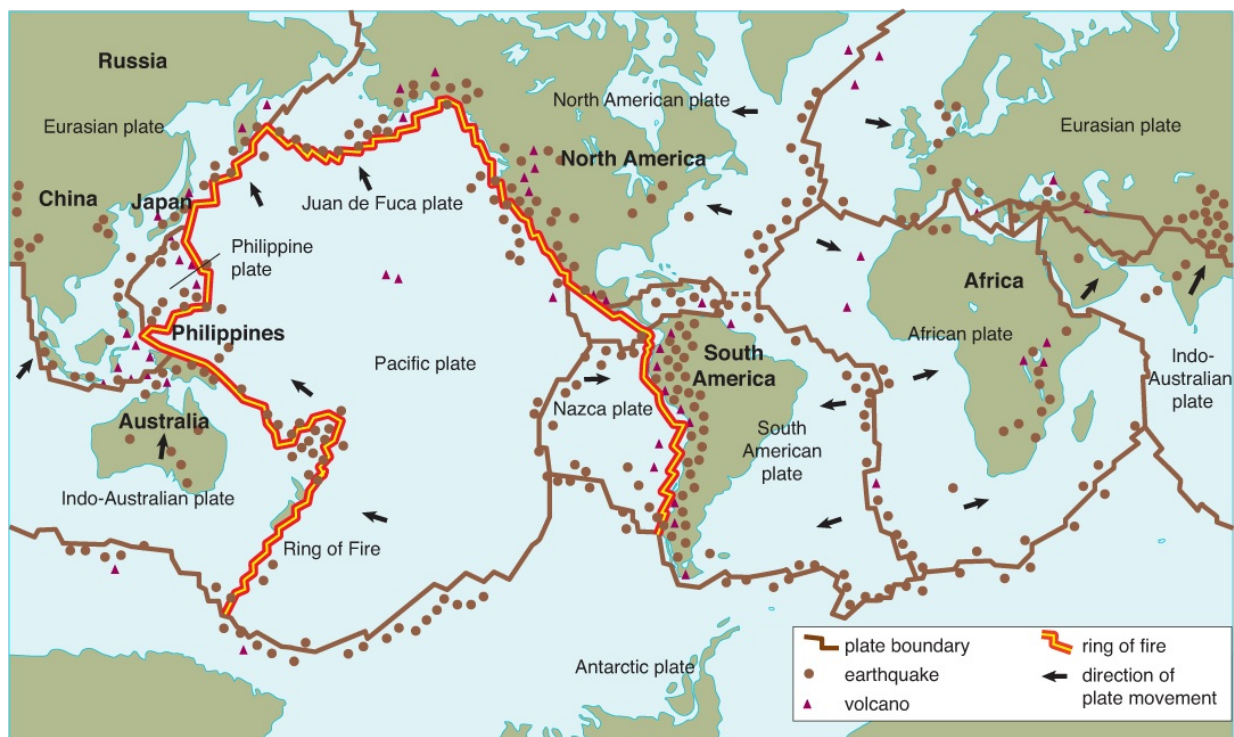 Russia
Eurasian plate
China
Japan
Philippine
plate
Philippines
Australia
Indo-Australian plate
Ring of Fire
Juan de Fuca plate
Pacific plate
North American plate
North America
Nazca plate
South
America
South
American
plate
Antarctic plate
Eurasian plate
Africa
African plate
Indo-
Australian
plate
plate boundary
earthquake
volcano
ring of fire
direction of
plate movement